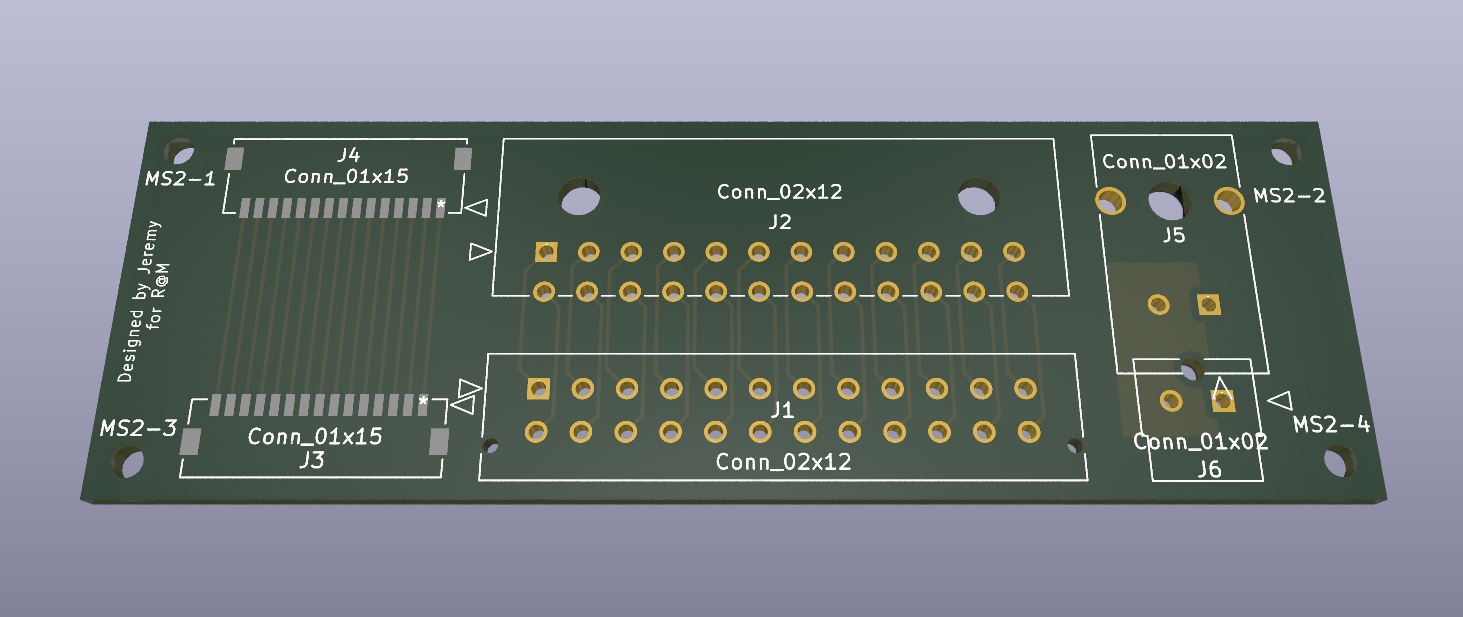 J4
Conn_01x15
*
MS2-1
Conn_02x12
J2
Conn_01x02
J5
MS2-2
Designed by Jeremy
for R@M
*
MS2-3
Conn_01x15
J3
J1
Conn_02x12
MS2-4
Conn_01x02
J6